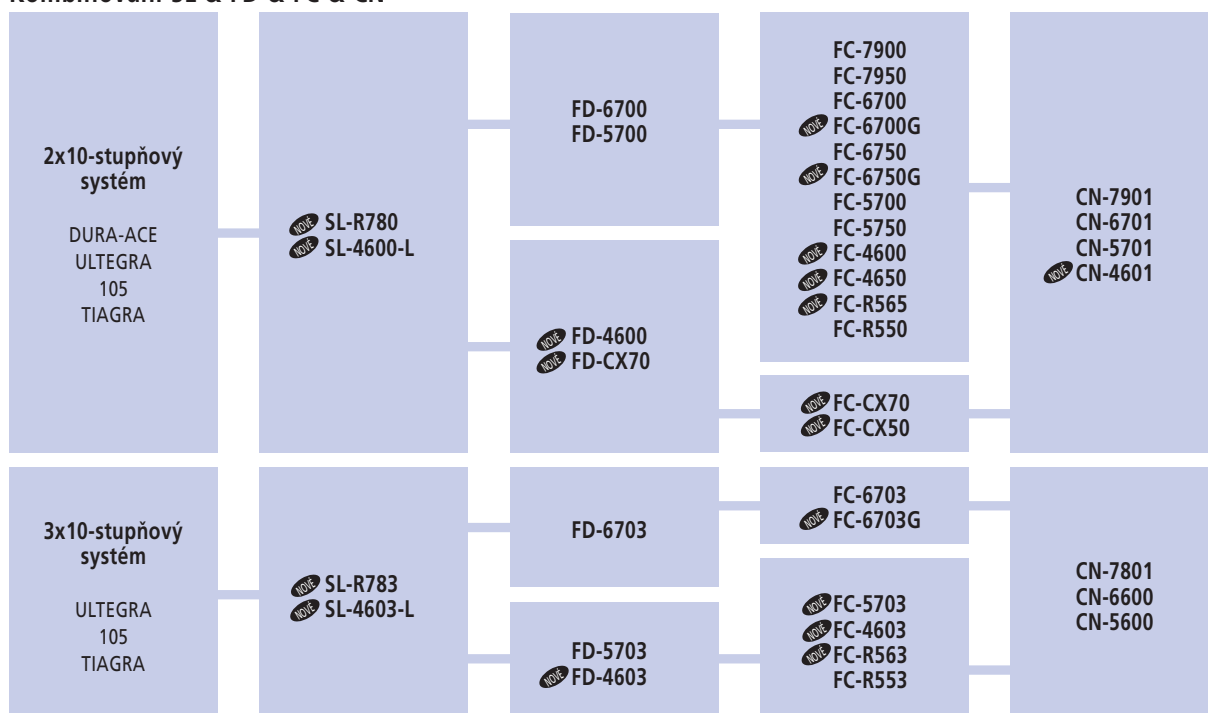 Kombinování SL & FD & FC & CN
2x10-stupňový
systém
DURA-ACE
ULTEGRA
105
TIAGRA
NOVÉ SL-R780
NOVÉ SL-4600-L
FD-6700
FD-5700
NOVÉ FD-4600
NOVÉ FD-CX70
FC-7900
FC-7950
FC-6700
NOVÉ FC-6700G
FC-6750
NOVÉ FC-6750G
FC-5700
FC-5750
NOVÉ FC-4600
NOVÉ FC-4650
NOVÉ FC-R565
FC-R550
NOVÉ FC-CX70
NOVÉ FC-CX50
CN-7901
CN-6701
CN-5701
NOVÉ CN-4601
3x10-stupňový
systém
ULTEGRA
105
TIAGRA
NOVÉ SL-R783
NOVÉ SL-4603-L
FD-6703
FD-5703
NOVÉ FD-4603
FC-6703
NOVÉ FC-6703G
NOVÉ FC-5703
NOVÉ FC-4603
NOVÉ FC-R563
FC-R553
CN-7801
CN-6600
CN-5600